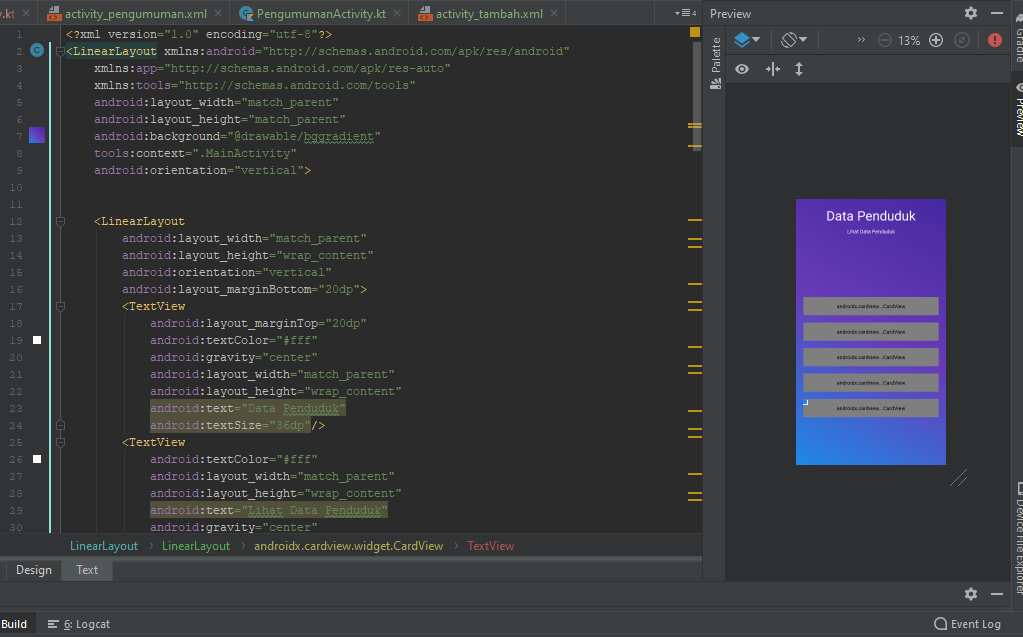 .kt activity_pengumuman.xml PengumumanActivity.kt activity_tambah.xml 4 Preview
Palette
13%
Gradle
Preview
1 <?xml version="1.0" encoding="utf-8"?>
2 C <LinearLayout xmlns:android="http://schemas.android.com/apk/res/android"
3 xmlns:app="http://schemas.android.com/apk/res-auto"
4 xmlns:tools="http://schemas.android.com/tools"
5 android:layout_width="match_parent"
6 android:layout_height="match_parent"
7 android:background="@drawable/bggradient"
8 tools:context=".MainActivity"
9 android:orientation="vertical">
10
11
12 <LinearLayout
13 android:layout_width="match_parent"
14 android:layout_height="wrap_content"
15 android:orientation="vertical"
16 android:layout_marginBottom="20dp">
17 <TextView
18 android:layout_marginTop="20dp"
19 android:textColor="#fff"
20 android:gravity="center"
21 android:layout_width="match_parent"
22 android:layout_height="wrap_content"
23 android:text="Data Penduduk"
24 android:textSize="36dp"/>
25 <TextView
26 android:textColor="#fff"
27 android:layout_width="match_parent"
28 android:layout_height="wrap_content"
29 android:text="Lihat Data Penduduk"
30 android:gravity="center"
Data Penduduk
Lihat Data Penduduk
androidx.cardview...CardView
androidx.cardview...CardView
androidx.cardview...CardView
androidx.cardview...CardView
androidx.cardview...CardView
Device File Explorer
LinearLayout > LinearLayout > androidx.cardview.widget.CardView > TextView
Design Text
Build 6: Logcat Event Log